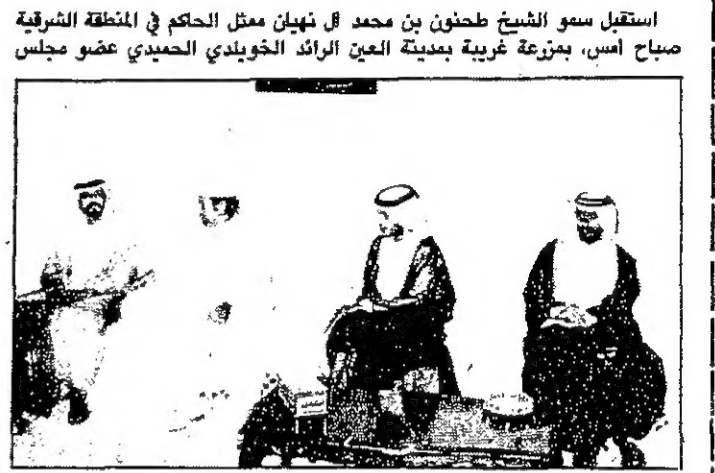 استقبل سمو الشيخ طحنون بن محمد آل نهيان ممثل الحاكم في المنطقة الشرقية
صباح أمس، بمزرعة غريبة بمدينة العين الرائد الخويلدي الحميدي عضو مجلس